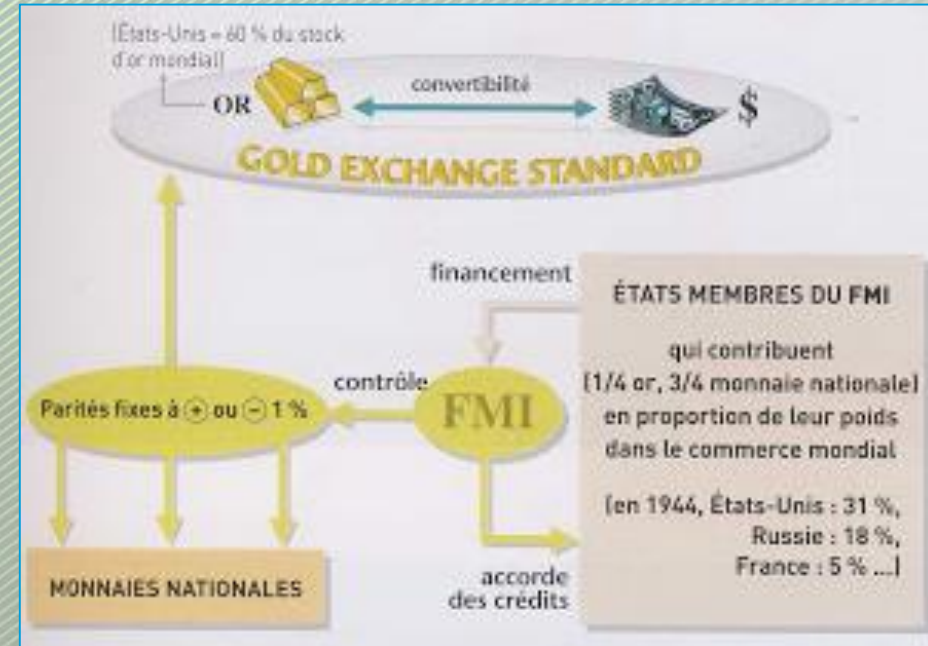 (États-Unis = 60 % du stock
d'or mondial)
OR
convertibilité
$
GOLD EXCHANGE STANDARD
financement
ÉTATS MEMBRES DU FMI
qui contribuent
(1/4 or, 3/4 monnaie nationale)
en proportion de leur poids
dans le commerce mondial
(en 1944, États-Unis : 31 %,
Russie : 18 %,
France : 5 % ...)
contrôle
FMI
Parités fixes à + ou − 1 %
accorde
des crédits
MONNAIES NATIONALES